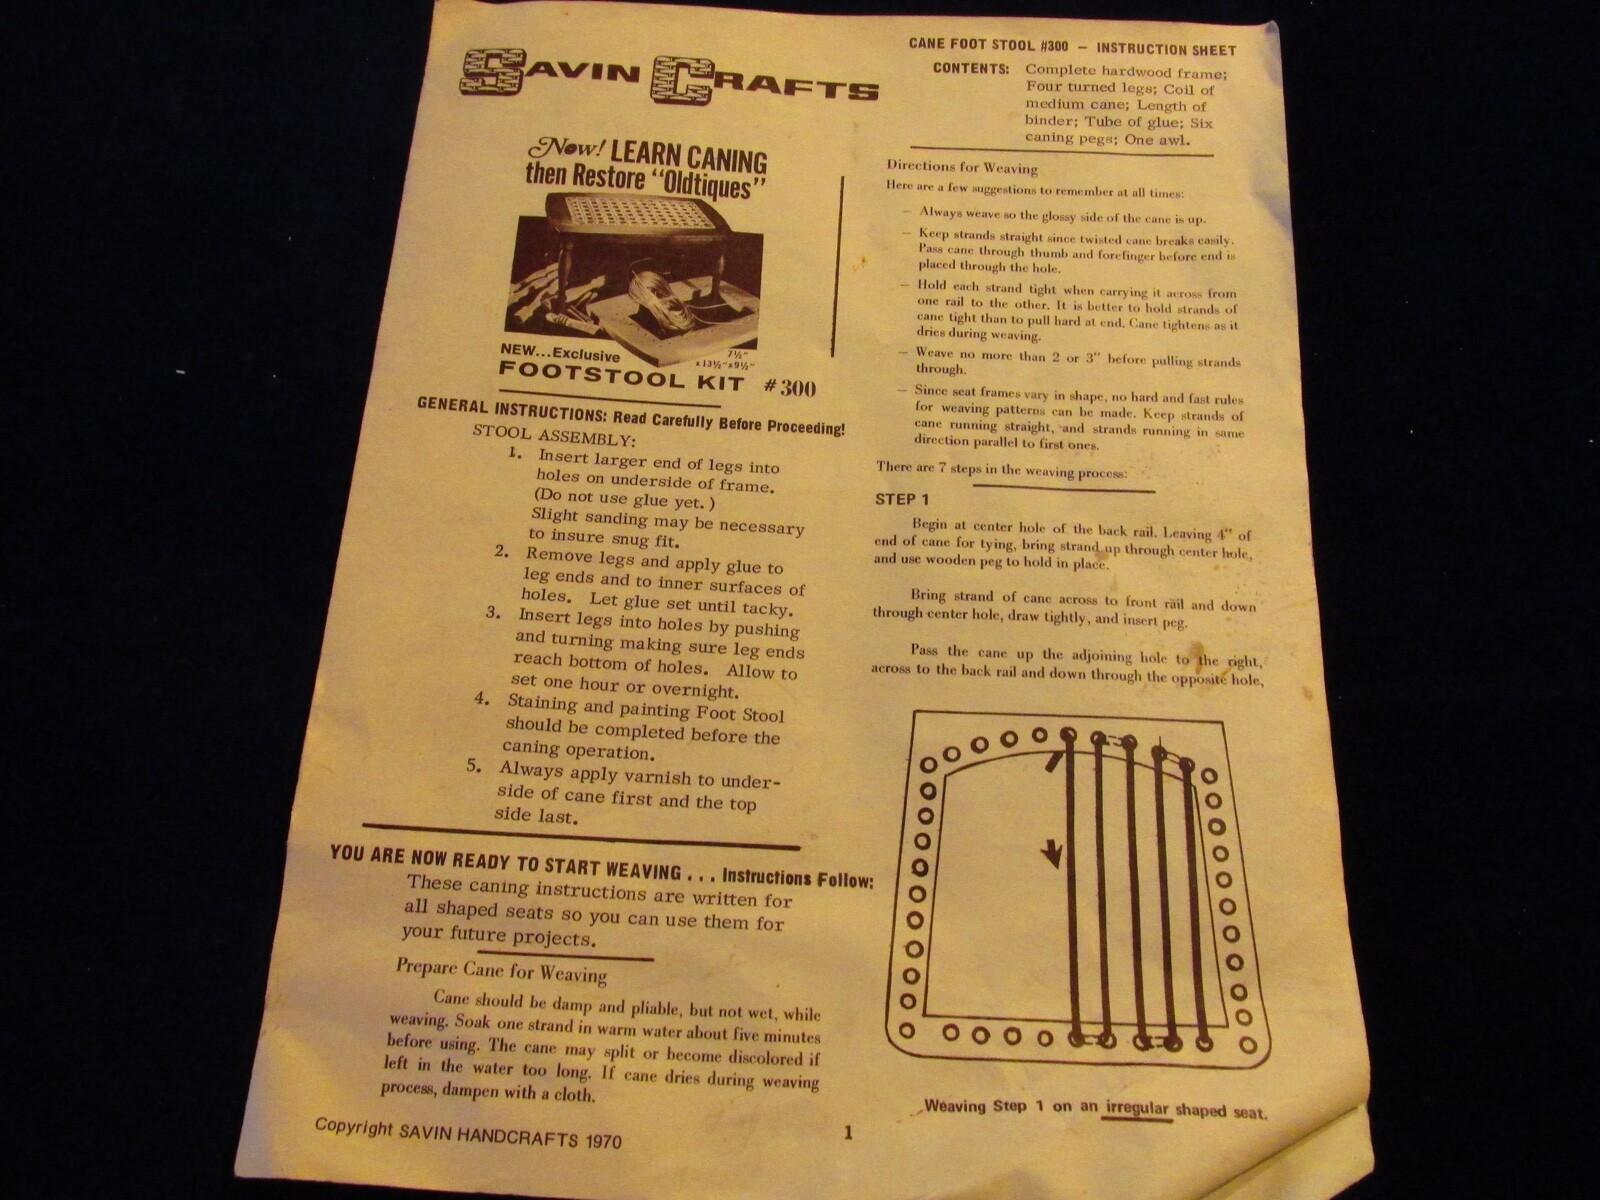 SAVIN CRAFTS
Now! LEARN CANING
then Restore "Oldtiques"
NEW...Exclusive
7½"
x13½"x9½"
FOOTSTOOL KIT #300
GENERAL INSTRUCTIONS: Read Carefully Before Proceeding!
STOOL ASSEMBLY:
1. Insert larger end of legs into
holes on underside of frame.
(Do not use glue yet.)
Slight sanding may be necessary
to insure snug fit.
2. Remove legs and apply glue to
leg ends and to inner surfaces of
holes. Let glue set until tacky.
3. Insert legs into holes by pushing
and turning making sure leg ends
reach bottom of holes. Allow to
set one hour or overnight.
4. Staining and painting Foot Stool
should be completed before the
caning operation.
5. Always apply varnish to under-
side of cane first and the top
side last.
YOU ARE NOW READY TO START WEAVING... Instructions Follow:
These caning instructions are written for
all shaped seats so you can use them for
your future projects.
Prepare Cane for Weaving
Cane should be damp and pliable, but not wet, while
weaving. Soak one strand in warm water about five minutes
before using. The cane may split or become discolored if
left in the water too long. If cane dries during weaving
process, dampen with a cloth.
Copyright SAVIN HANDCRAFTS 1970
1
CANE FOOT STOOL #300 – INSTRUCTION SHEET
CONTENTS: Complete hardwood frame;
Four turned legs; Coil of
medium cane; Length of
binder; Tube of glue; Six
caning pegs; One awl.
Directions for Weaving
Here are a few suggestions to remember at all times:
– Always weave so the glossy side of the cane is up.
– Keep strands straight since twisted cane breaks easily.
Pass cane through thumb and forefinger before end is
placed through the hole.
– Hold each strand tight when carrying it across from
one rail to the other. It is better to hold strands of
cane tight than to pull hard at end. Cane tightens as it
dries during weaving.
– Weave no more than 2 or 3" before pulling strands
through.
– Since seat frames vary in shape, no hard and fast rules
for weaving patterns can be made. Keep strands of
cane running straight, and strands running in same
direction parallel to first ones.
There are 7 steps in the weaving process:
STEP 1
Begin at center hole of the back rail. Leaving 4" of
end of cane for tying, bring strand up through center hole,
and use wooden peg to hold in place.
Bring strand of cane across to front rail and down
through center hole, draw tightly, and insert peg.
Pass the cane up the adjoining hole to the right,
across to the back rail and down through the opposite hole,
Weaving Step 1 on an irregular shaped seat.